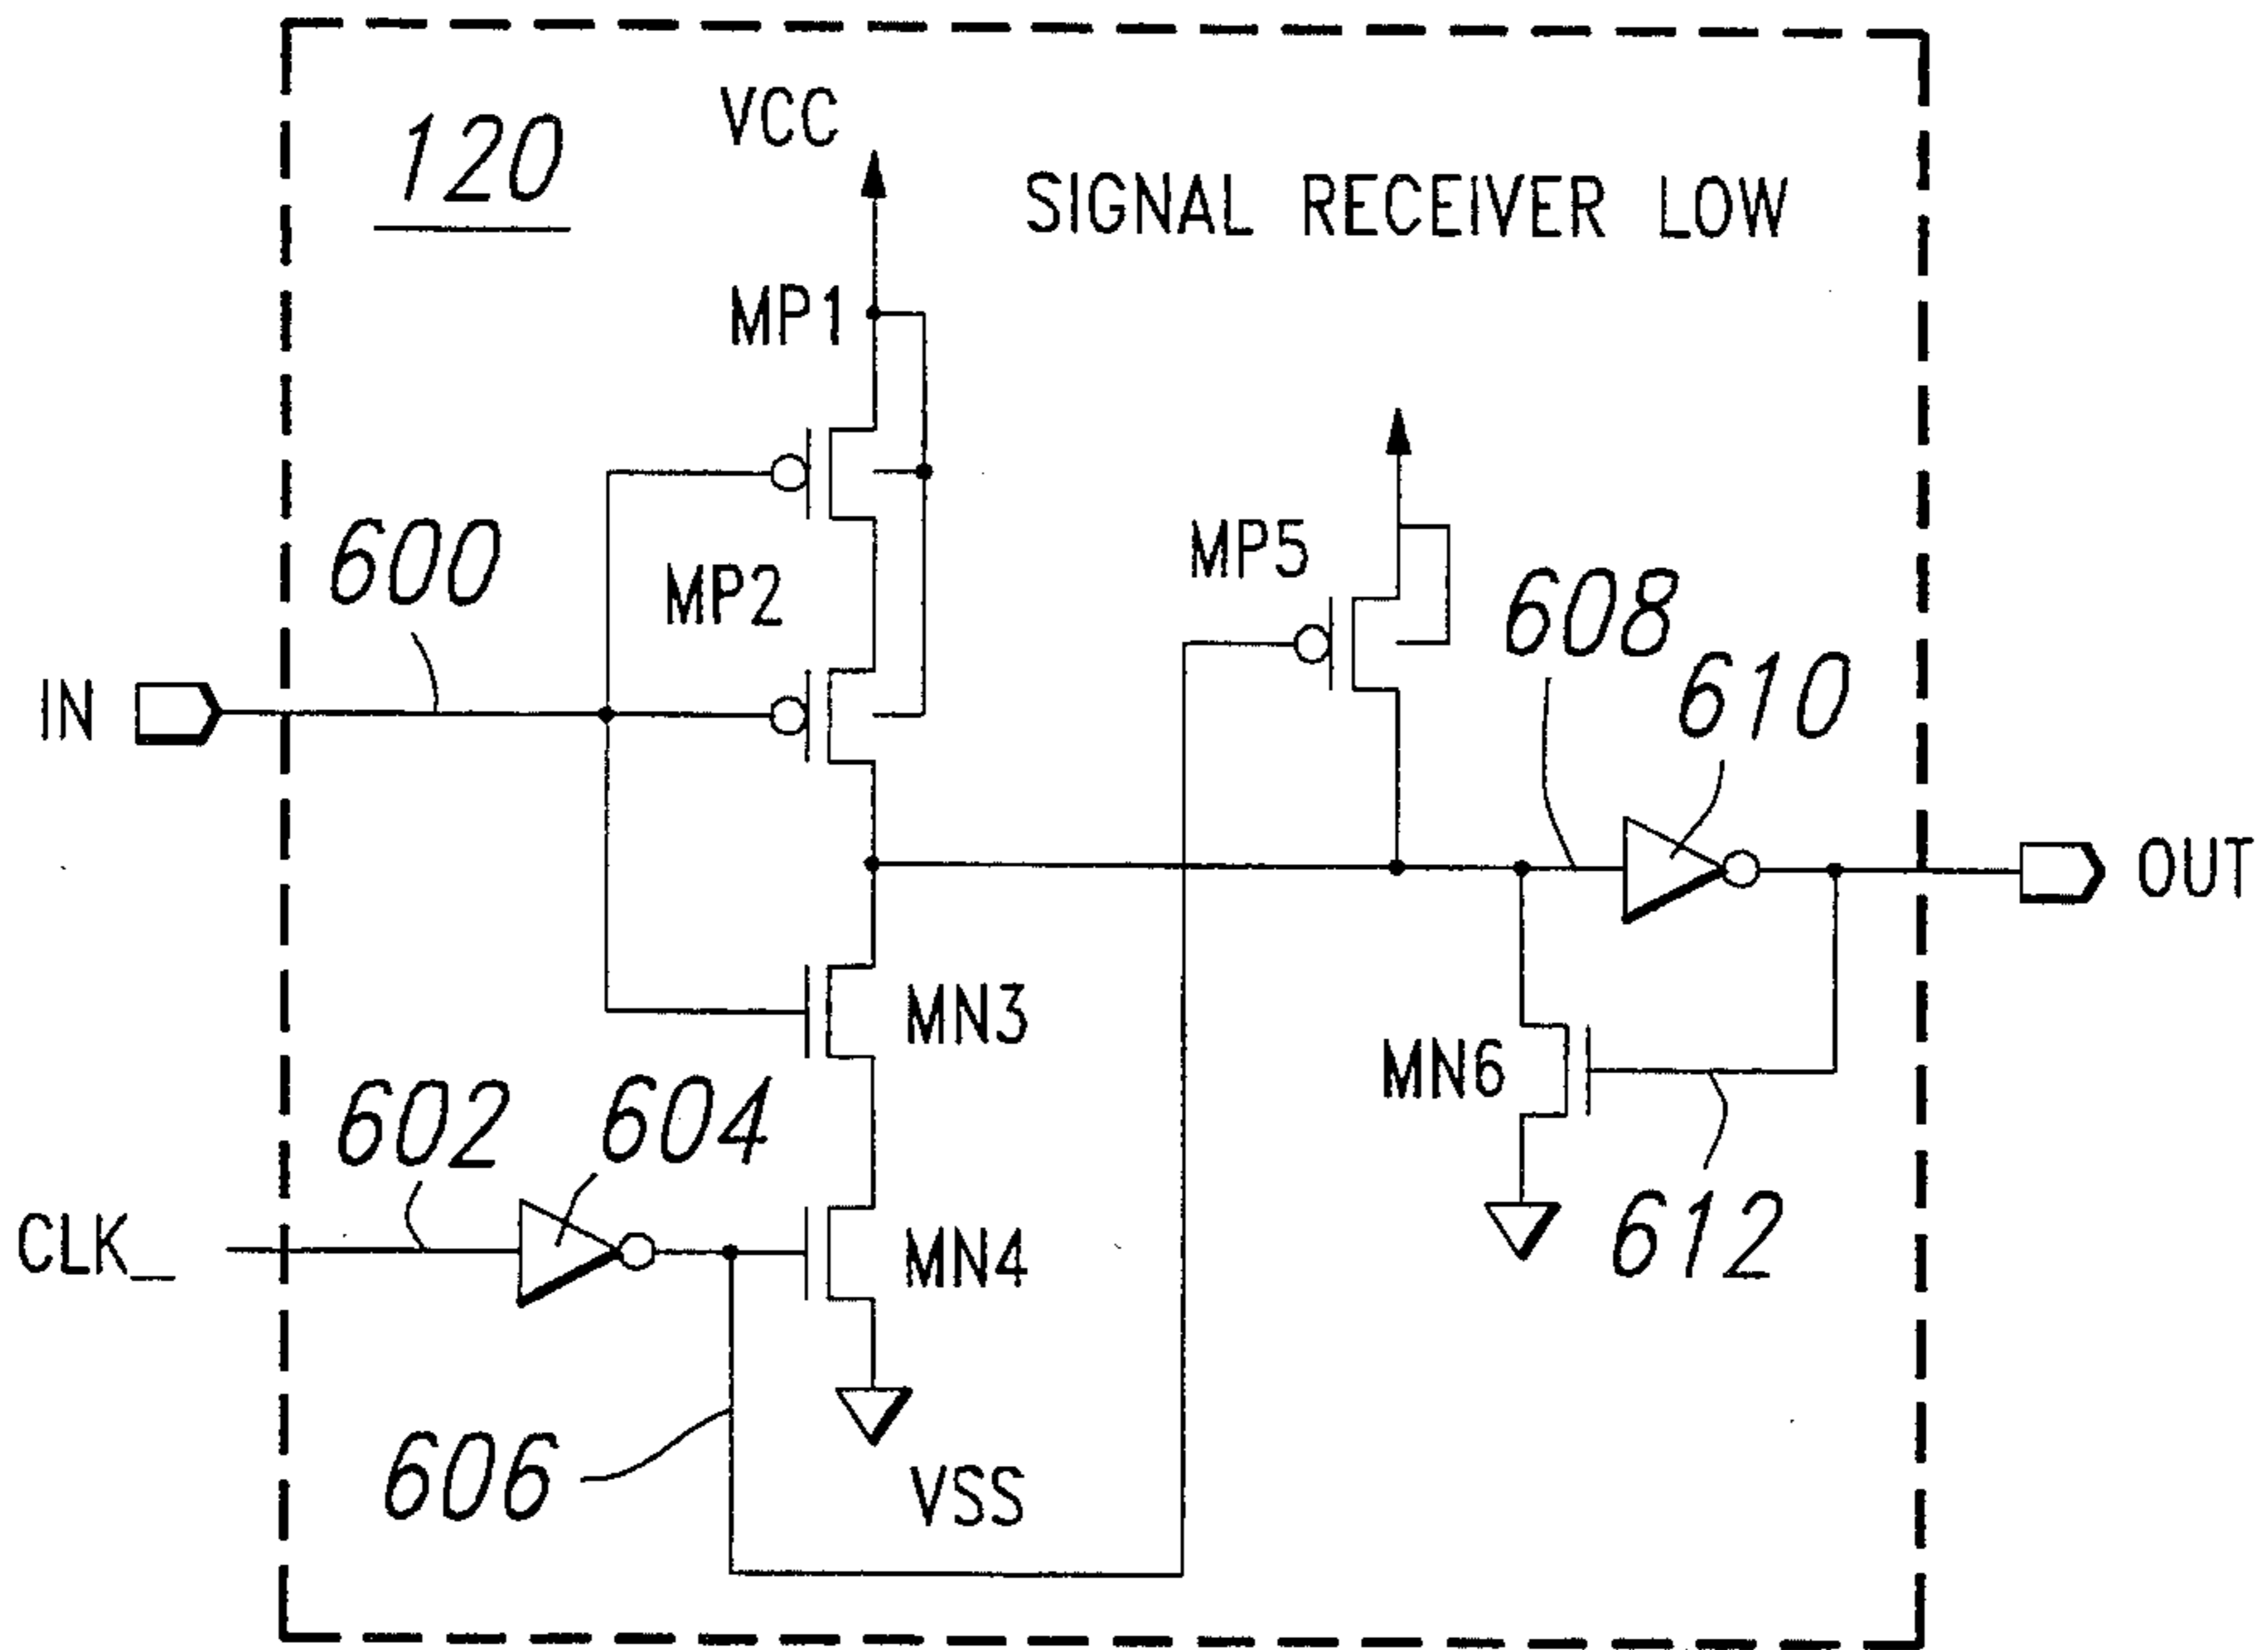 120
VCC
SIGNAL RECEIVER LOW
MP1
600
MP2
MP5
608
610
IN
OUT
MN3
MN6
602
604
612
CLK_
MN4
606
VSS